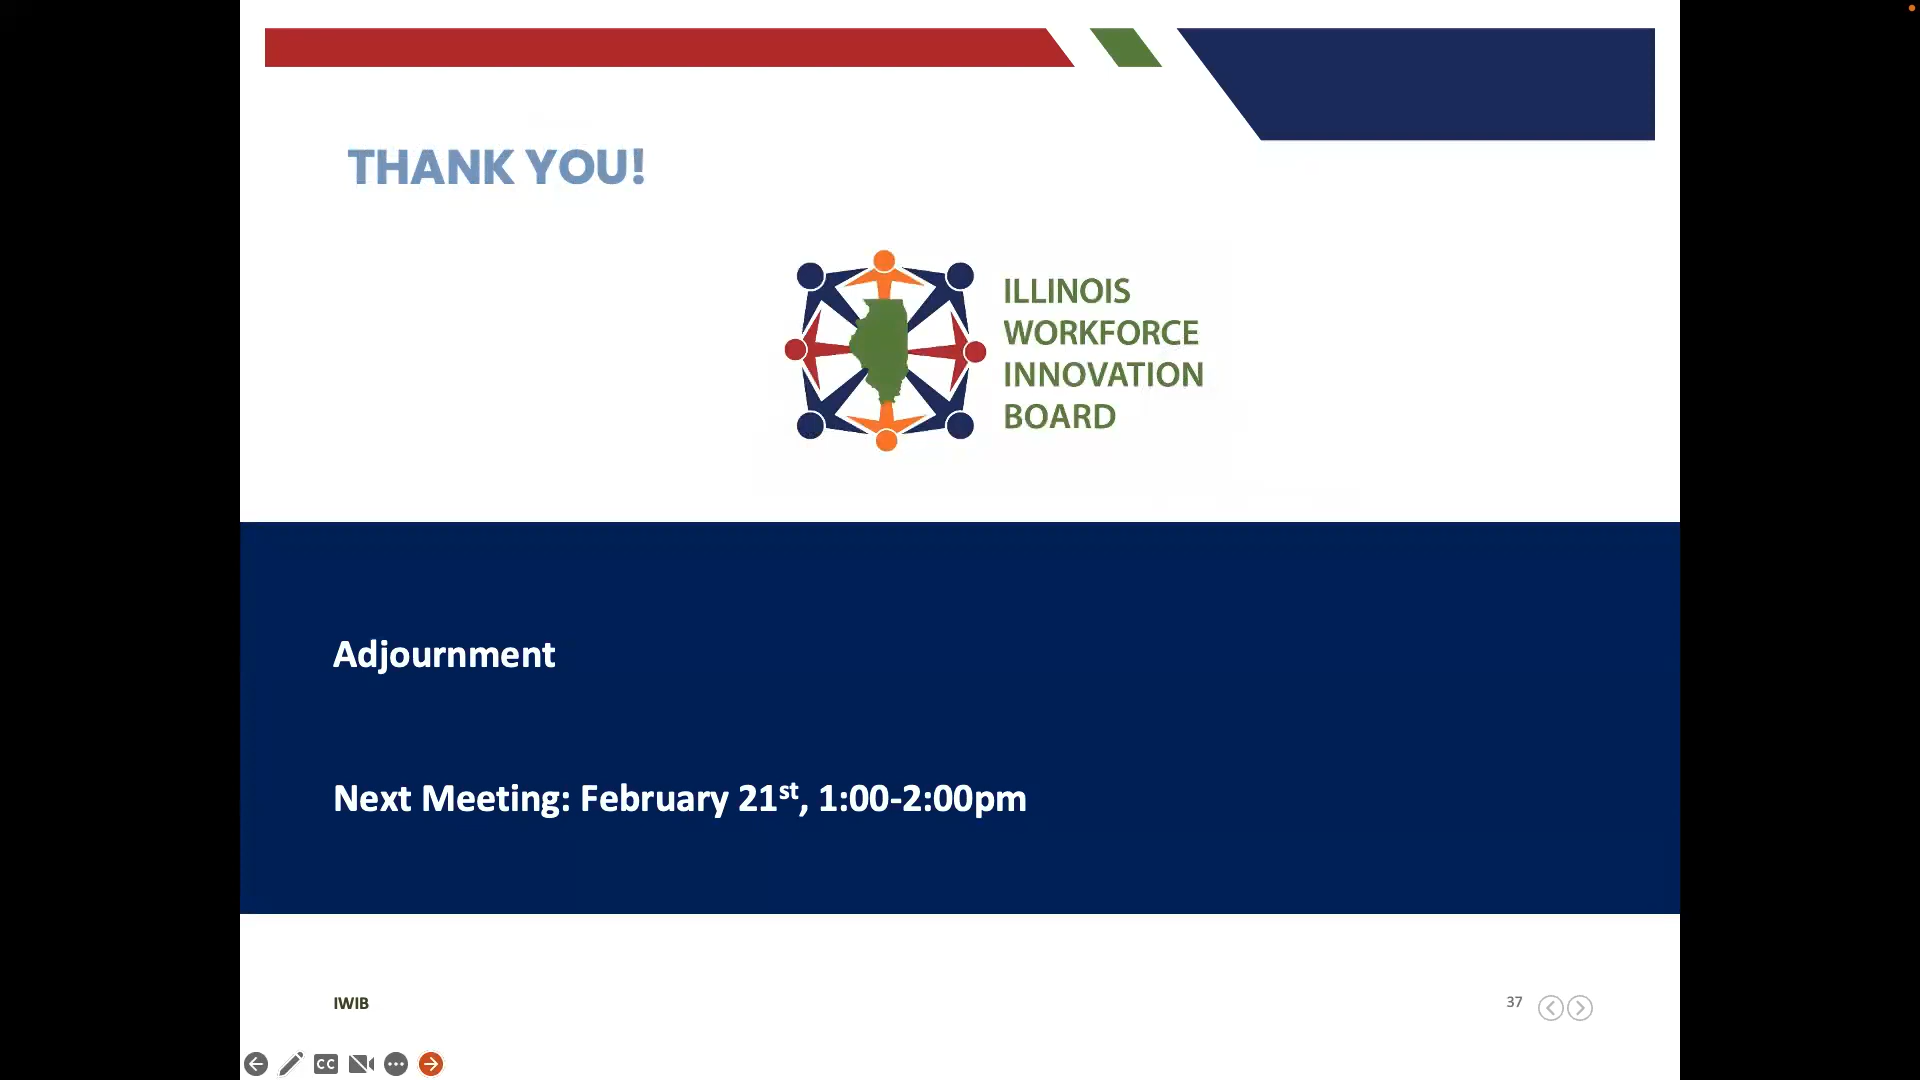 THANK YOU!
ILLINOIS
WORKFORCE
INNOVATION
BOARD
Adjournment
Next Meeting: February 21st, 1:00-2:00pm
IWIB
37
CC